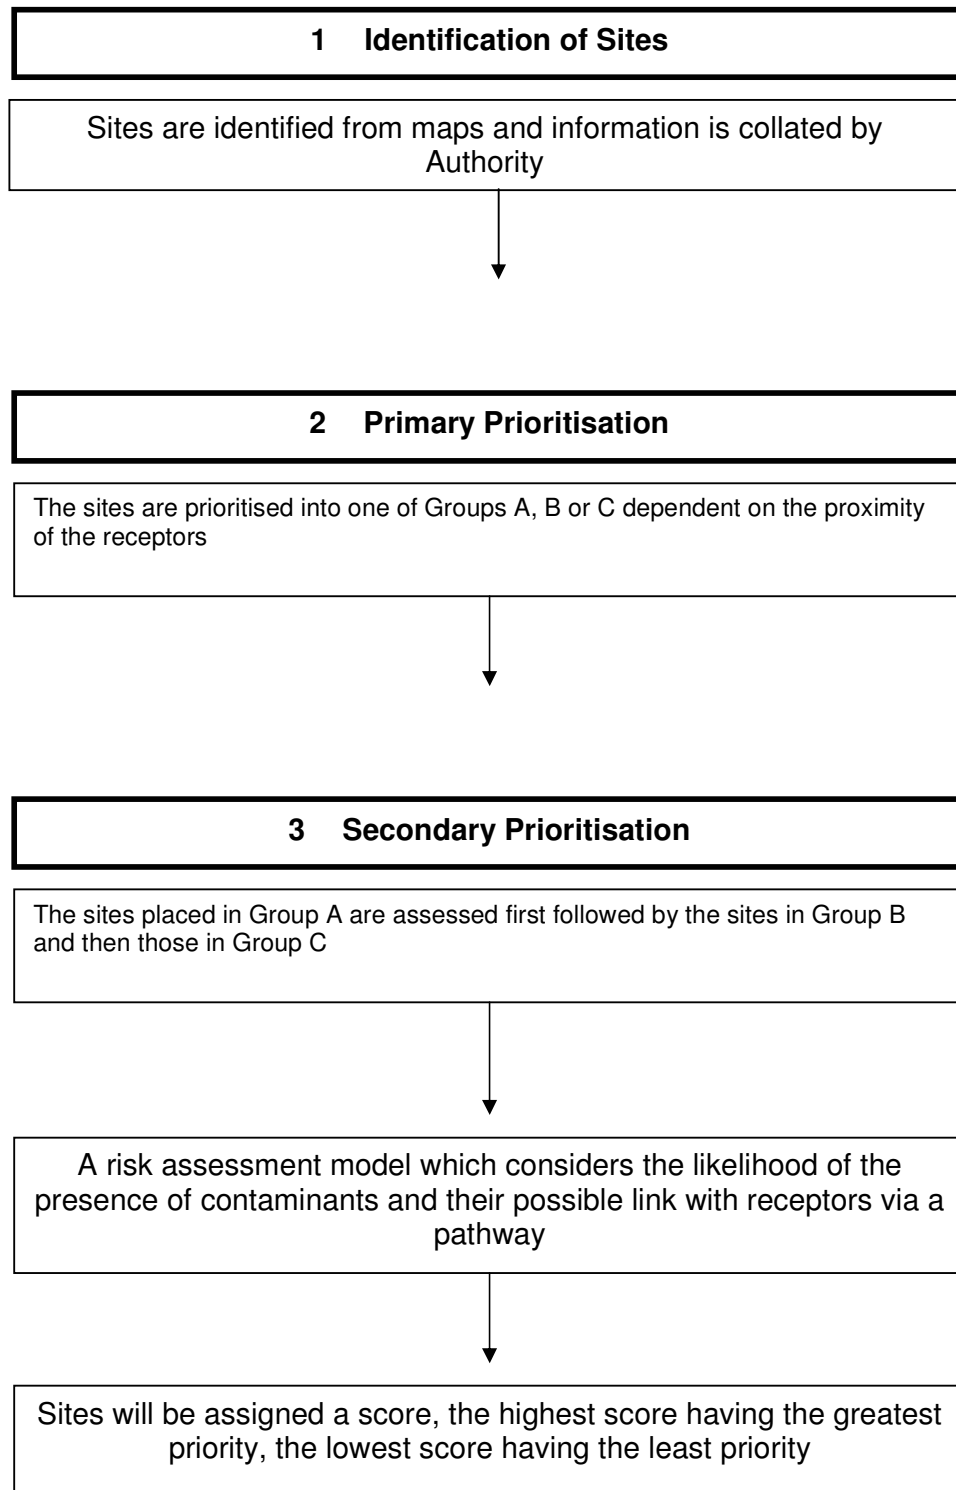 1 Identification of Sites
Sites are identified from maps and information is collated by
Authority
2 Primary Prioritisation
The sites are prioritised into one of Groups A, B or C dependent on the proximity
of the receptors
3 Secondary Prioritisation
The sites placed in Group A are assessed first followed by the sites in Group B
and then those in Group C
A risk assessment model which considers the likelihood of the
presence of contaminants and their possible link with receptors via a
pathway
Sites will be assigned a score, the highest score having the greatest
priority, the lowest score having the least priority